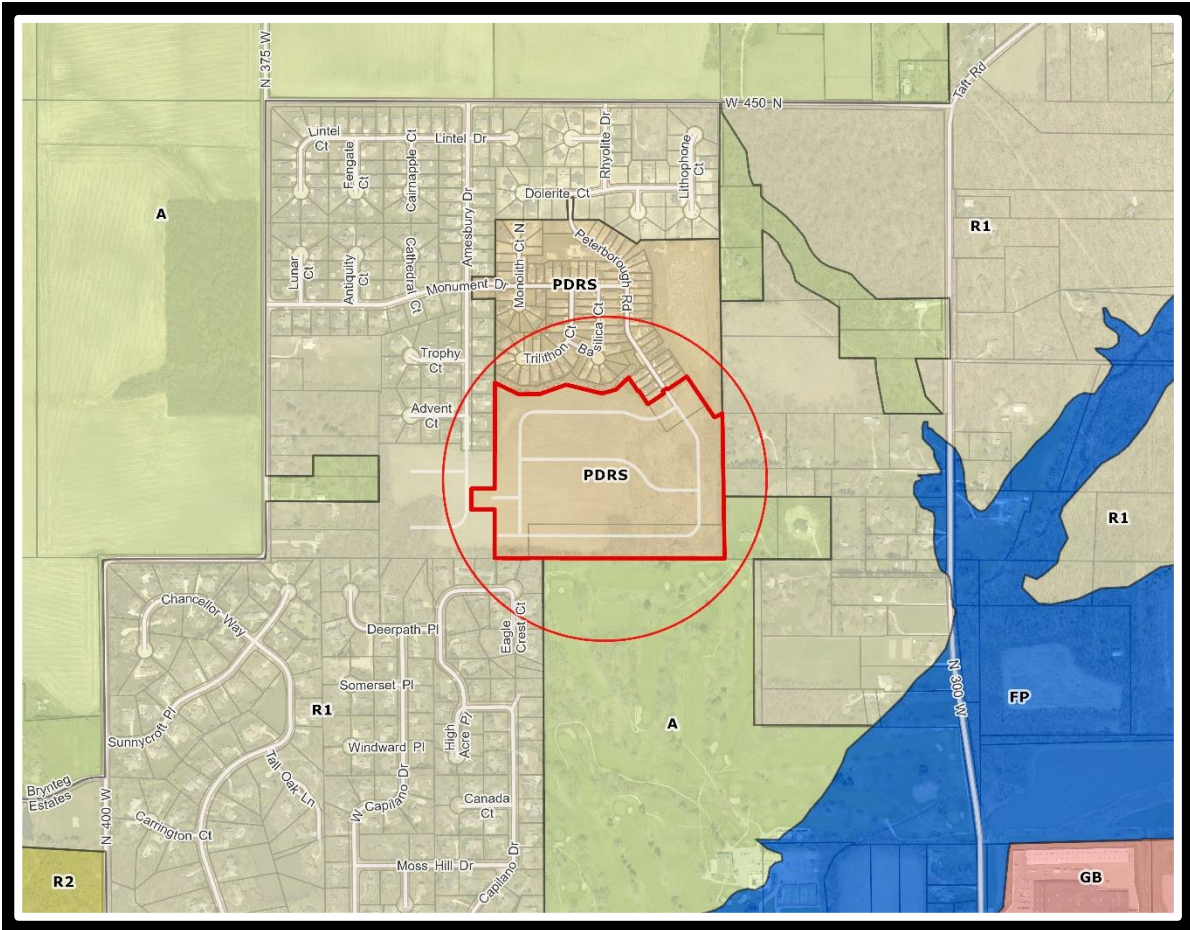 N 375 W
Taft Rd
W 450 N
Lintel
Ct
Lintel Dr
Fengate
Ct
Cairnapple Ct
Rhyolite Dr
Lithophone
Ct
Dolerite Ct
A
Amesbury Dr
R1
Monolith Ct N
Peterborough Rd
Lunar
Ct
Antiquity
Ct
Cathedral Ct
Monument Dr
PDRS
Trilithon Ct
Basilica Ct
Trophy
Ct
Advent
Ct
PDRS
R1
Chancellor Way
Deerpath Pl
Eagle
Crest Ct
Somerset Pl
R1
N 300 W
FP
Sunnycroft Pl
High
Acre Pl
A
Windward Pl
Tall Oak Ln
Brynteg
Estates
W Capilano Dr
Canada
Ct
N 400 W
Carrington Ct
Moss Hill Dr
Capilano Dr
R2
GB